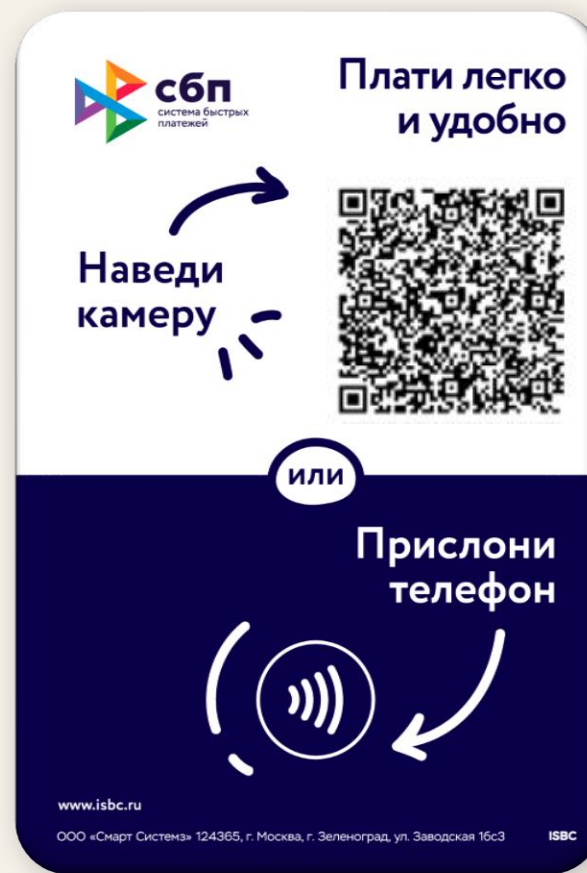 сбп
система быстрых
платежей
Плати легко
и удобно
Наведи
камеру
или
Прислони
телефон
www.isbc.ru
ООО «Смарт Системз» 124365, г. Москва, г. Зеленоград, ул. Заводская 16с3
ISBC